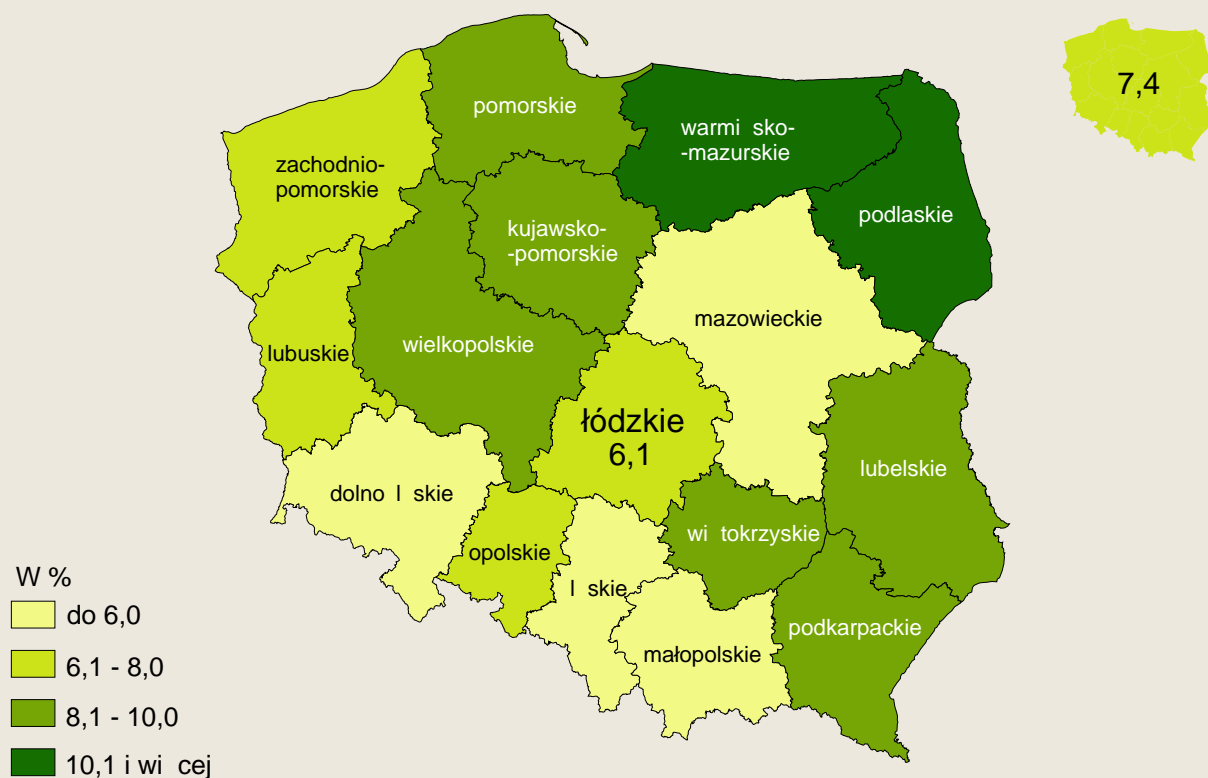 7,4
pomorskie
warmi sko-
-mazurskie
zachodnio-
pomorskie
podlaskie
kujawsko-
-pomorskie
mazowieckie
wielkopolskie
lubuskie
łódzkie
6,1
lubelskie
dolno l skie
wi tokrzyskie
opolskie
l skie
podkarpackie
małopolskie
W %
do 6,0
6,1 - 8,0
8,1 - 10,0
10,1 i wi cej